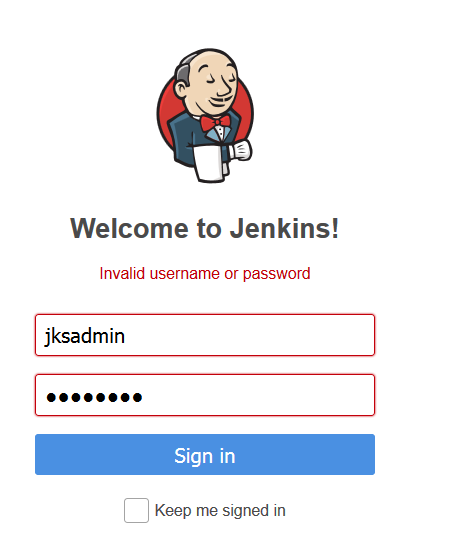 Welcome to Jenkins!
Invalid username or password
jksadmin
••••••••
Sign in
Keep me signed in